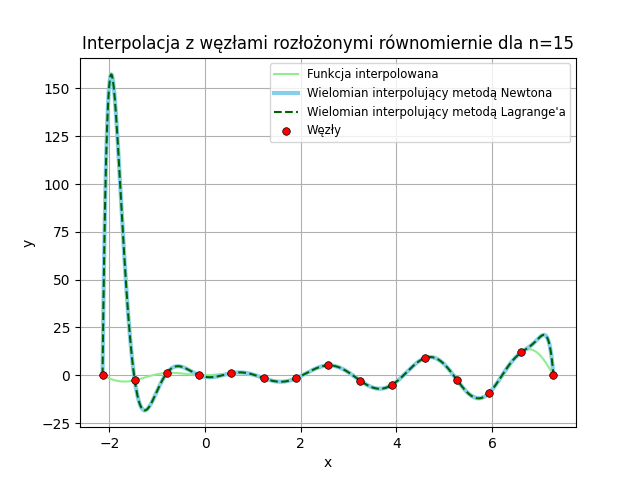 Interpolacja z węzłami rozłożonymi równomiernie dla n=15
Funkcja interpolowana
Wielomian interpolujący metodą Newtona
Wielomian interpolujący metodą Lagrange'a
Węzły
150
125
100
75
50
25
0
−25
y
−2
0
2
4
6
x